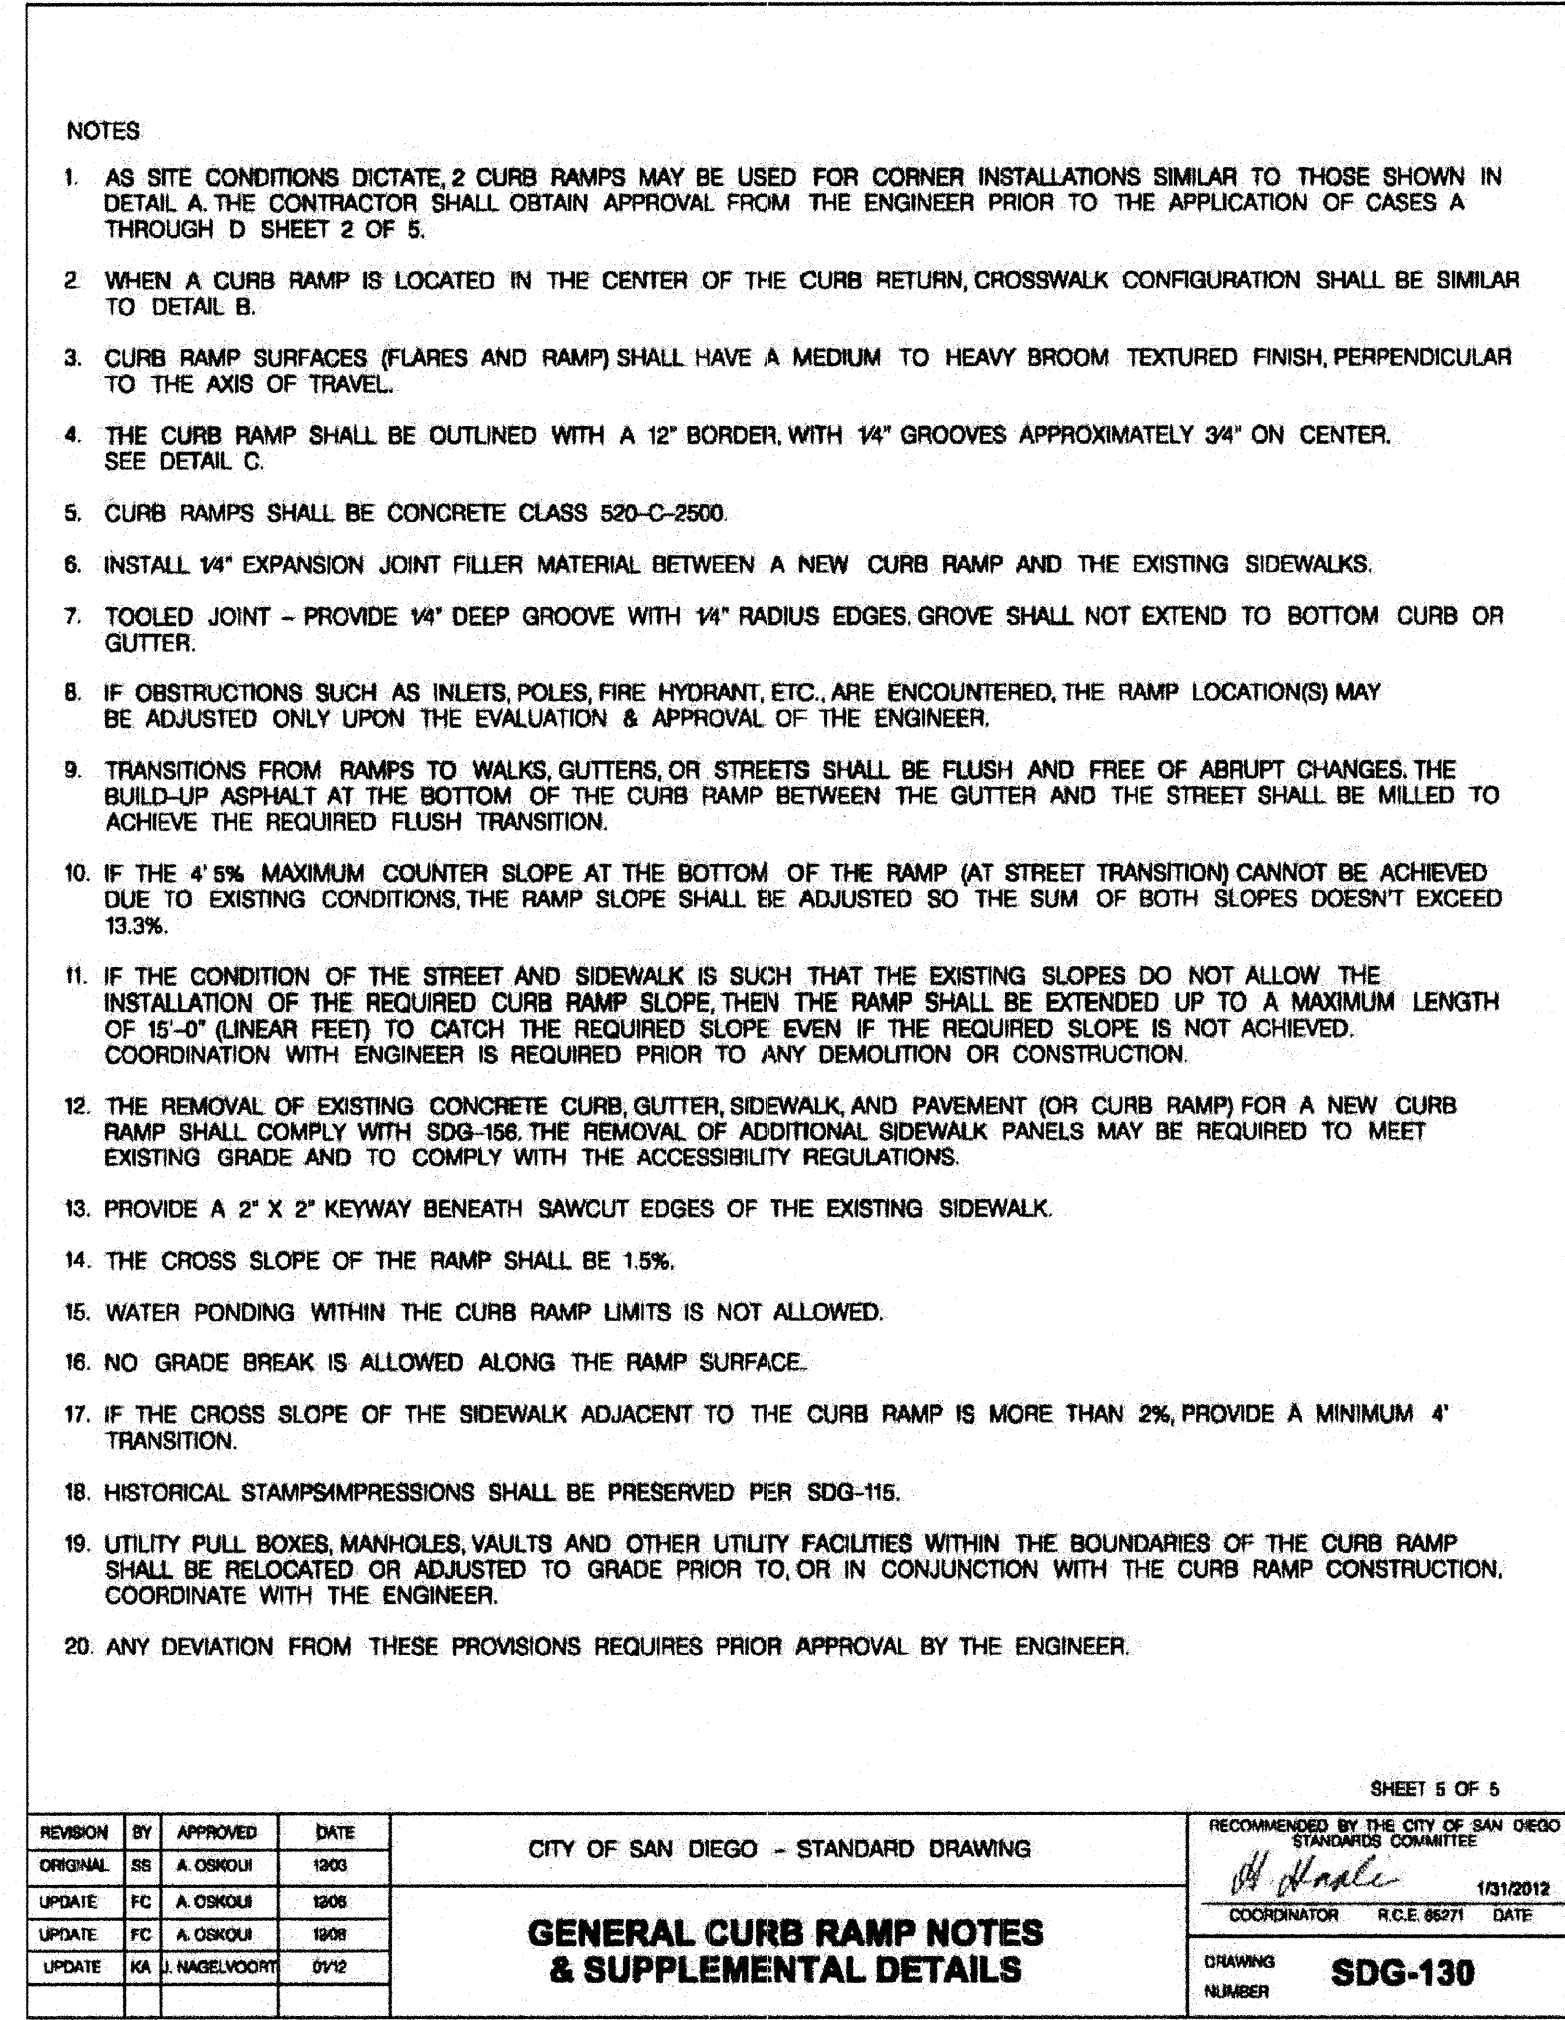 NOTES
1. AS SITE CONDITIONS DICTATE, 2 CURB RAMPS MAY BE USED FOR CORNER INSTALLATIONS SIMILAR TO THOSE SHOWN IN
DETAIL A. THE CONTRACTOR SHALL OBTAIN APPROVAL FROM THE ENGINEER PRIOR TO THE APPLICATION OF CASES A
THROUGH D SHEET 2 OF 5.
2 WHEN A CURB RAMP IS LOCATED IN THE CENTER OF THE CURB RETURN, CROSSWALK CONFIGURATION SHALL BE SIMILAR
TO DETAIL B.
3. CURB RAMP SURFACES (FLARES AND RAMP) SHALL HAVE A MEDIUM TO HEAVY BROOM TEXTURED FINISH, PERPENDICULAR
TO THE AXIS OF TRAVEL.
4. THE CURB RAMP SHALL BE OUTLINED WITH A 12" BORDER, WITH 1/4" GROOVES APPROXIMATELY 3/4" ON CENTER.
SEE DETAIL C.
5. CURB RAMPS SHALL BE CONCRETE CLASS 520-C-2500.
6. INSTALL 1/4" EXPANSION JOINT FILLER MATERIAL BETWEEN A NEW CURB RAMP AND THE EXISTING SIDEWALKS.
7. TOOLED JOINT – PROVIDE 1/4" DEEP GROOVE WITH 1/4" RADIUS EDGES. GROVE SHALL NOT EXTEND TO BOTTOM CURB OR
GUTTER.
8. IF OBSTRUCTIONS SUCH AS INLETS, POLES, FIRE HYDRANT, ETC., ARE ENCOUNTERED, THE RAMP LOCATION(S) MAY
BE ADJUSTED ONLY UPON THE EVALUATION & APPROVAL OF THE ENGINEER.
9. TRANSITIONS FROM RAMPS TO WALKS, GUTTERS, OR STREETS SHALL BE FLUSH AND FREE OF ABRUPT CHANGES. THE
BUILD-UP ASPHALT AT THE BOTTOM OF THE CURB RAMP BETWEEN THE GUTTER AND THE STREET SHALL BE MILLED TO
ACHIEVE THE REQUIRED FLUSH TRANSITION.
10. IF THE 4' 5% MAXIMUM COUNTER SLOPE AT THE BOTTOM OF THE RAMP (AT STREET TRANSITION) CANNOT BE ACHIEVED
DUE TO EXISTING CONDITIONS, THE RAMP SLOPE SHALL BE ADJUSTED SO THE SUM OF BOTH SLOPES DOESN'T EXCEED
13.3%.
11. IF THE CONDITION OF THE STREET AND SIDEWALK IS SUCH THAT THE EXISTING SLOPES DO NOT ALLOW THE
INSTALLATION OF THE REQUIRED CURB RAMP SLOPE, THEN THE RAMP SHALL BE EXTENDED UP TO A MAXIMUM LENGTH
OF 15'-0" (LINEAR FEET) TO CATCH THE REQUIRED SLOPE EVEN IF THE REQUIRED SLOPE IS NOT ACHIEVED.
COORDINATION WITH ENGINEER IS REQUIRED PRIOR TO ANY DEMOLITION OR CONSTRUCTION.
12. THE REMOVAL OF EXISTING CONCRETE CURB, GUTTER, SIDEWALK, AND PAVEMENT (OR CURB RAMP) FOR A NEW CURB
RAMP SHALL COMPLY WITH SDG-156. THE REMOVAL OF ADDITIONAL SIDEWALK PANELS MAY BE REQUIRED TO MEET
EXISTING GRADE AND TO COMPLY WITH THE ACCESSIBILITY REGULATIONS.
13. PROVIDE A 2" X 2" KEYWAY BENEATH SAWCUT EDGES OF THE EXISTING SIDEWALK.
14. THE CROSS SLOPE OF THE RAMP SHALL BE 1.5%.
15. WATER PONDING WITHIN THE CURB RAMP LIMITS IS NOT ALLOWED.
16. NO GRADE BREAK IS ALLOWED ALONG THE RAMP SURFACE.
17. IF THE CROSS SLOPE OF THE SIDEWALK ADJACENT TO THE CURB RAMP IS MORE THAN 2%, PROVIDE A MINIMUM 4'
TRANSITION.
18. HISTORICAL STAMPS/IMPRESSIONS SHALL BE PRESERVED PER SDG-115.
19. UTILITY PULL BOXES, MANHOLES, VAULTS AND OTHER UTILITY FACILITIES WITHIN THE BOUNDARIES OF THE CURB RAMP
SHALL BE RELOCATED OR ADJUSTED TO GRADE PRIOR TO, OR IN CONJUNCTION WITH THE CURB RAMP CONSTRUCTION.
COORDINATE WITH THE ENGINEER.
20. ANY DEVIATION FROM THESE PROVISIONS REQUIRES PRIOR APPROVAL BY THE ENGINEER.
SHEET 5 OF 5
REVISION BY APPROVED DATE
ORIGINAL SS A. OSKOUI 12/03
UPDATE FC A. OSKOUI 12/06
UPDATE FC A. OSKOUI
UPDATE KA J. NAGELVOORT 01/12
CITY OF SAN DIEGO – STANDARD DRAWING
GENERAL CURB RAMP NOTES
& SUPPLEMENTAL DETAILS
RECOMMENDED BY THE CITY OF SAN DIEGO
STANDARDS COMMITTEE
1/31/2012
COORDINATOR R.C.E. DATE
DRAWING
NUMBER
SDG-130